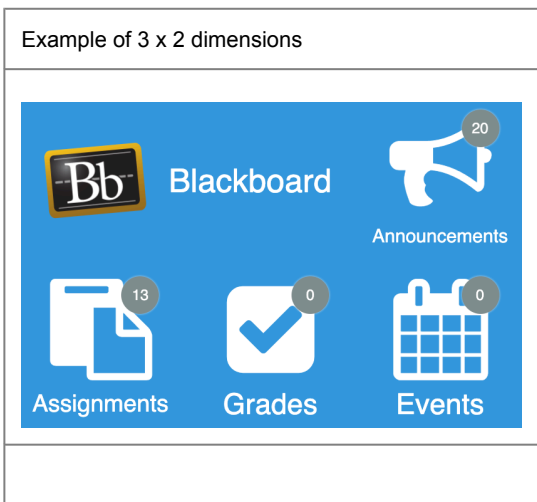 Example of 3 x 2 dimensions
20
Bb
Blackboard
Announcements
13
0
0
Assignments
Grades
Events